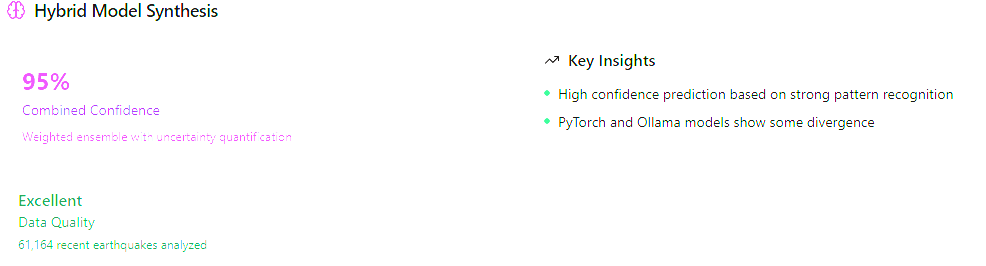 Hybrid Model Synthesis
95%
Combined Confidence
Weighted ensemble with uncertainty quantification
Key Insights
High confidence prediction based on strong pattern recognition
PyTorch and Ollama models show some divergence
Excellent
Data Quality
61,164 recent earthquakes analyzed